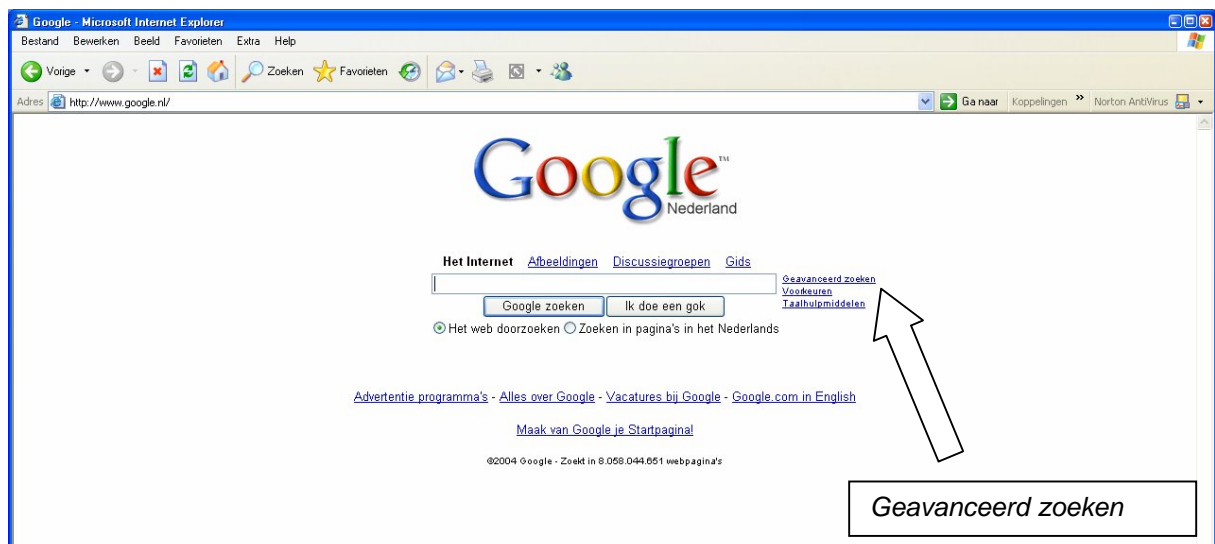 Google - Microsoft Internet Explorer
Bestand Bewerken Beeld Favorieten Extra Help
Vorige Zoeken Favorieten
Adres http://www.google.nl/ Ga naar Koppelingen » Norton AntiVirus
Google™
Nederland
Het Internet Afbeeldingen Discussiegroepen Gids
Geavanceerd zoeken
Voorkeuren
Taalhulpmiddelen
Google zoeken Ik doe een gok
Het web doorzoeken Zoeken in pagina's in het Nederlands
Advertentie programma's - Alles over Google - Vacatures bij Google - Google.com in English
Maak van Google je Startpagina!
©2004 Google - Zoekt in 8.058.044.651 webpagina's
Geavanceerd zoeken